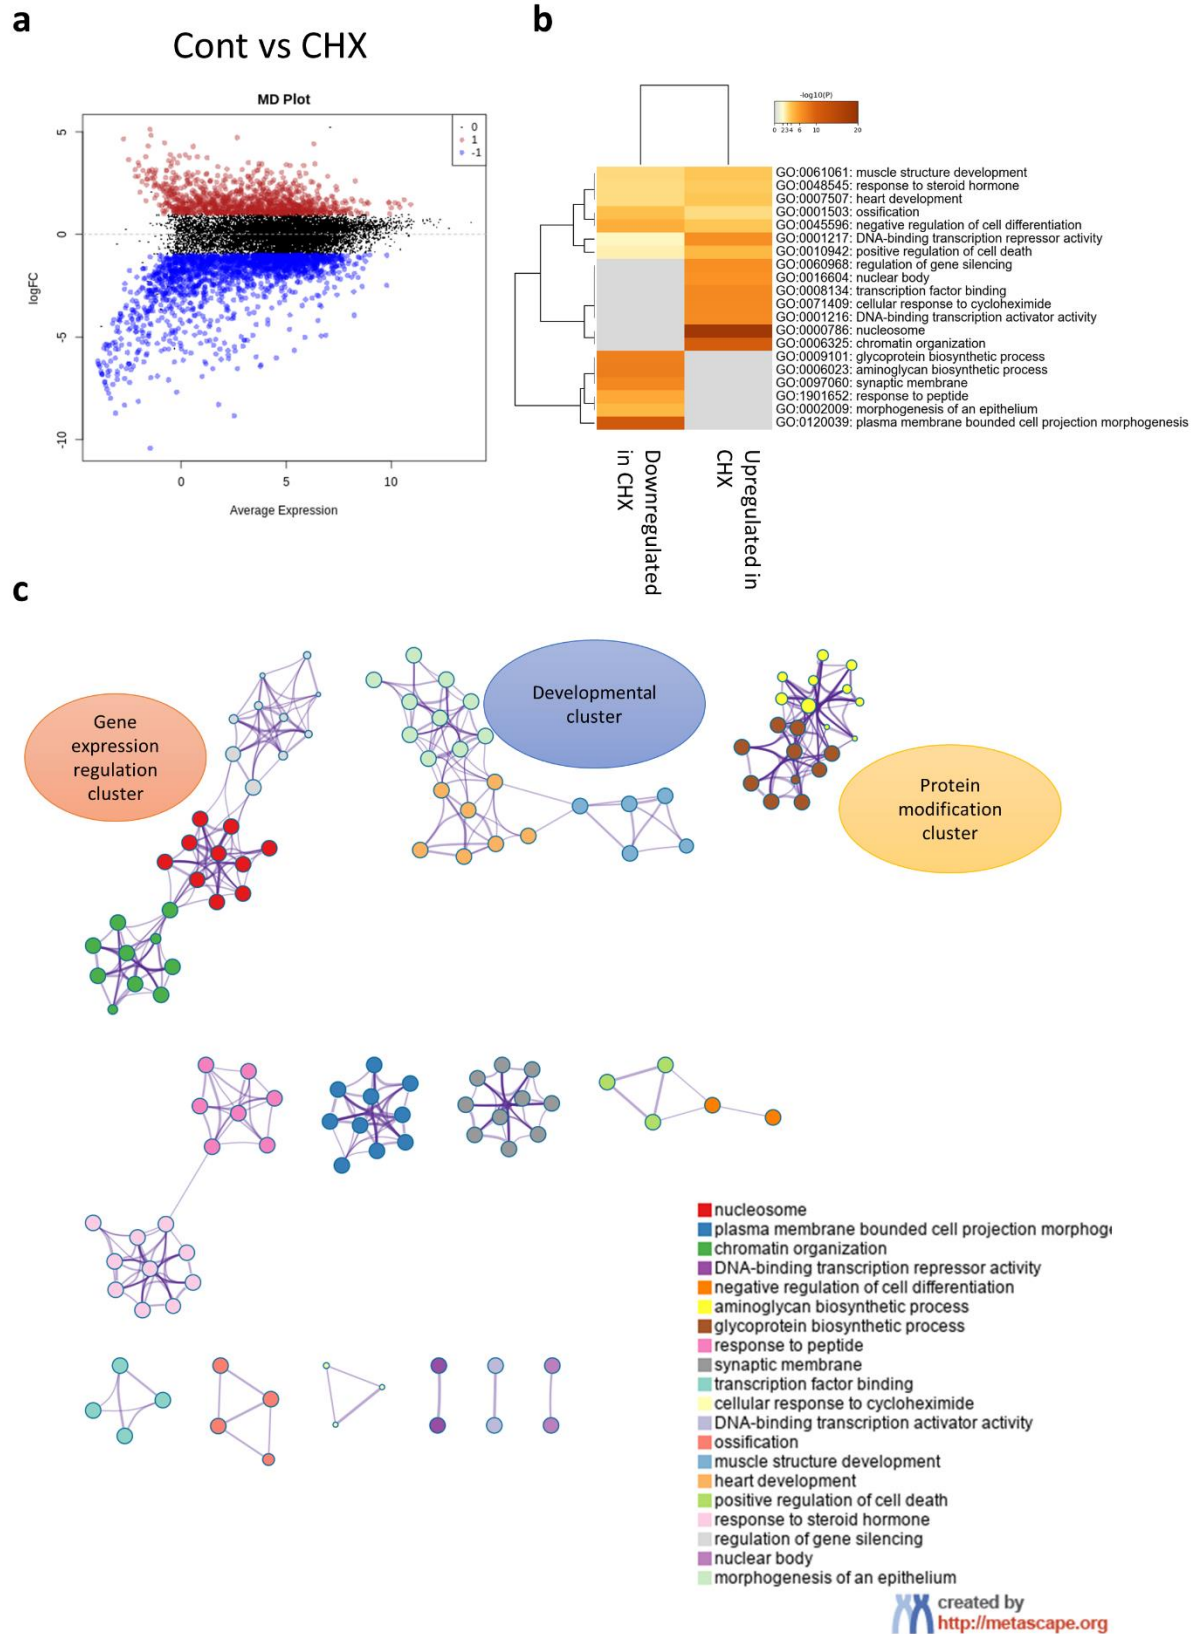 a
Cont vs CHX
MD Plot
0
1
-1
5
0
-5
-10
logFC
0
5
10
Average Expression
b
-log10(P)
0 2 3 4 6 10 20
GO:0061061: muscle structure development
GO:0048545: response to steroid hormone
GO:0007507: heart development
GO:0001503: ossification
GO:0045596: negative regulation of cell differentiation
GO:0001217: DNA-binding transcription repressor activity
GO:0010942: positive regulation of cell death
GO:0060968: regulation of gene silencing
GO:0016604: nuclear body
GO:0008134: transcription factor binding
GO:0071409: cellular response to cycloheximide
GO:0001216: DNA-binding transcription activator activity
GO:0000786: nucleosome
GO:0006325: chromatin organization
GO:0009101: glycoprotein biosynthetic process
GO:0006023: aminoglycan biosynthetic process
GO:0097060: synaptic membrane
GO:1901652: response to peptide
GO:0002009: morphogenesis of an epithelium
GO:0120039: plasma membrane bounded cell projection morphogenesis
Downregulated
in CHX
Upregulated in
CHX
c
Gene
expression
regulation
cluster
Developmental
cluster
Protein
modification
cluster
nucleosome
plasma membrane bounded cell projection morphog
chromatin organization
DNA-binding transcription repressor activity
negative regulation of cell differentiation
aminoglycan biosynthetic process
glycoprotein biosynthetic process
response to peptide
synaptic membrane
transcription factor binding
cellular response to cycloheximide
DNA-binding transcription activator activity
ossification
muscle structure development
heart development
positive regulation of cell death
response to steroid hormone
regulation of gene silencing
nuclear body
morphogenesis of an epithelium
created by
http://metascape.org